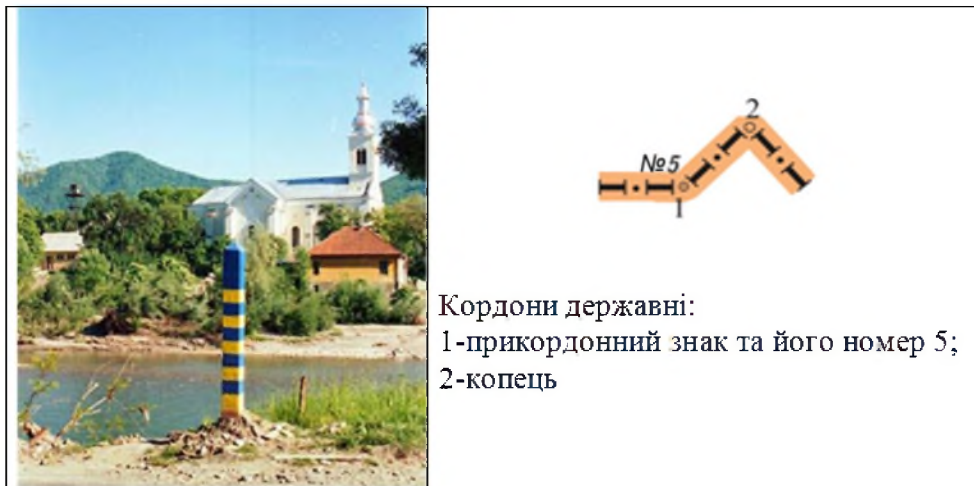 2
№5
1
Кордони державні:
1-прикордонний знак та його номер 5;
2-копець